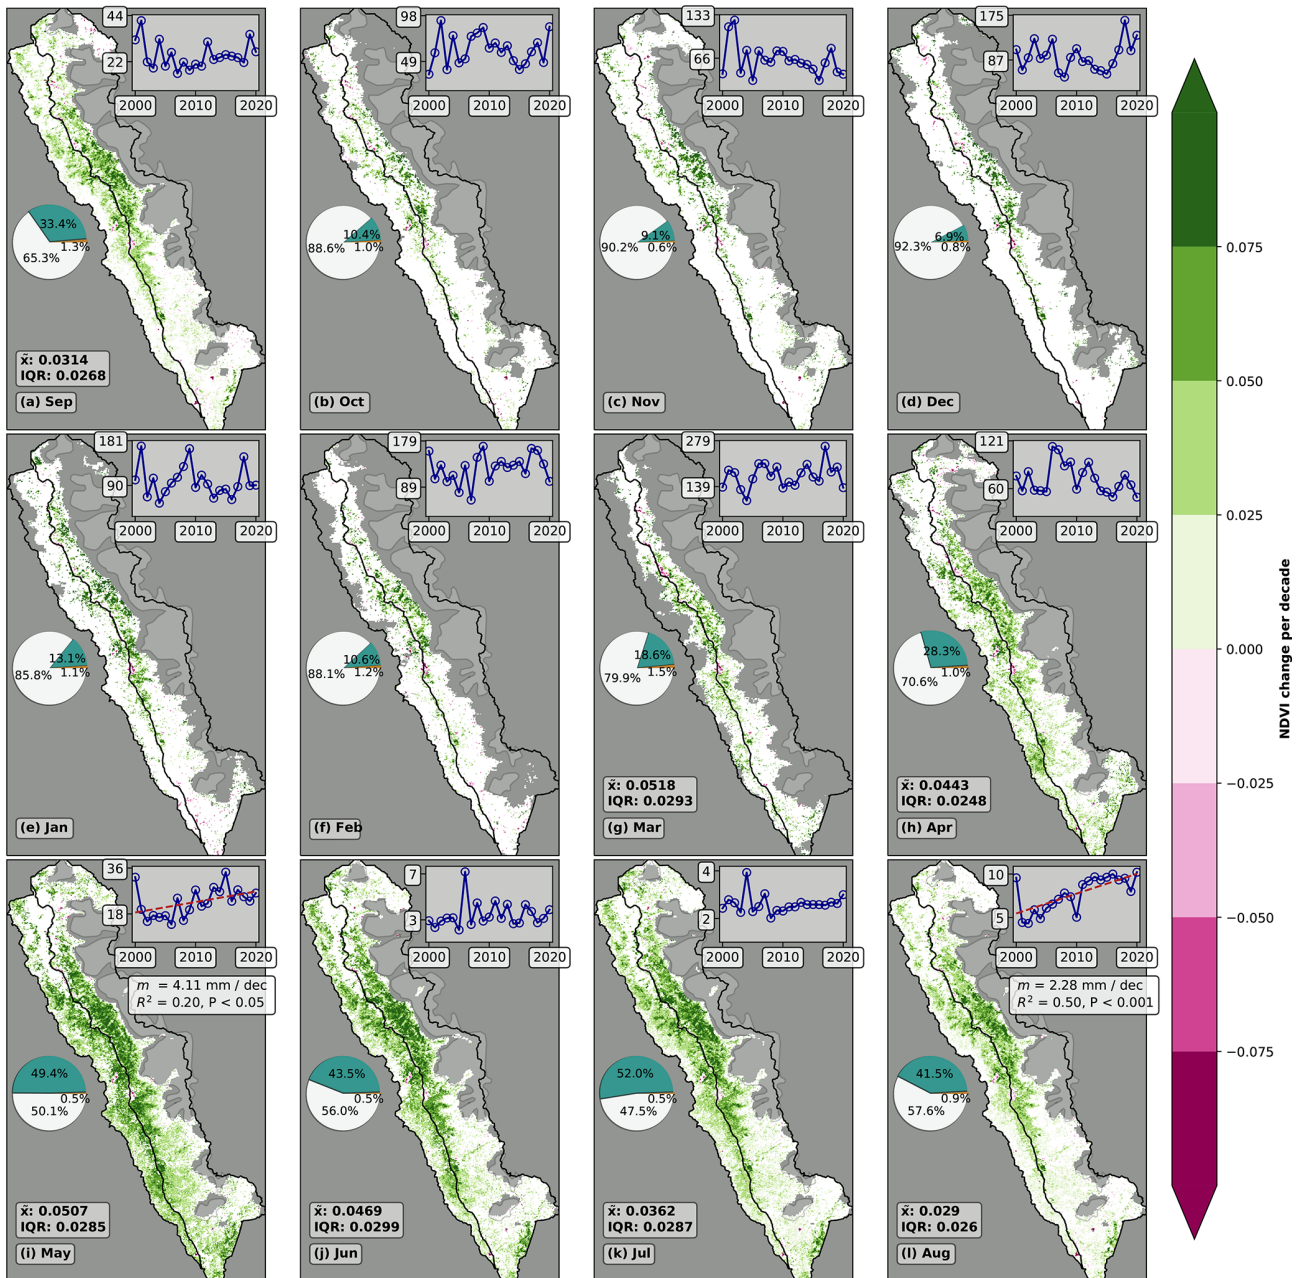 44
22
2000 2010 2020
33.4%
1.3%
65.3%
x̃: 0.0314
IQR: 0.0268
(a) Sep
98
49
2000 2010 2020
10.4%
88.6% 1.0%
(b) Oct
133
66
2000 2010 2020
9.1%
90.2% 0.6%
(c) Nov
175
87
2000 2010 2020
6.9%
92.3% 0.8%
(d) Dec
181
90
2000 2010 2020
13.1%
85.8% 1.1%
(e) Jan
179
89
2000 2010 2020
10.6%
88.1% 1.2%
(f) Feb
279
139
2000 2010 2020
18.6%
79.9% 1.5%
x̃: 0.0518
IQR: 0.0293
(g) Mar
121
60
2000 2010 2020
28.3%
70.6% 1.0%
x̃: 0.0443
IQR: 0.0248
(h) Apr
36
18
2000 2010 2020
m = 4.11 mm / dec
R² = 0.20, P < 0.05
49.4%
0.5%
50.1%
x̃: 0.0507
IQR: 0.0285
(i) May
7
3
2000 2010 2020
43.5%
0.5%
56.0%
x̃: 0.0469
IQR: 0.0299
(j) Jun
4
2
2000 2010 2020
52.0%
0.5%
47.5%
x̃: 0.0362
IQR: 0.0287
(k) Jul
10
5
2000 2010 2020
m = 2.28 mm / dec
R² = 0.50, P < 0.001
41.5%
0.9%
57.6%
x̃: 0.029
IQR: 0.026
(l) Aug
0.075
0.050
0.025
0.000
−0.025
−0.050
−0.075
NDVI change per decade